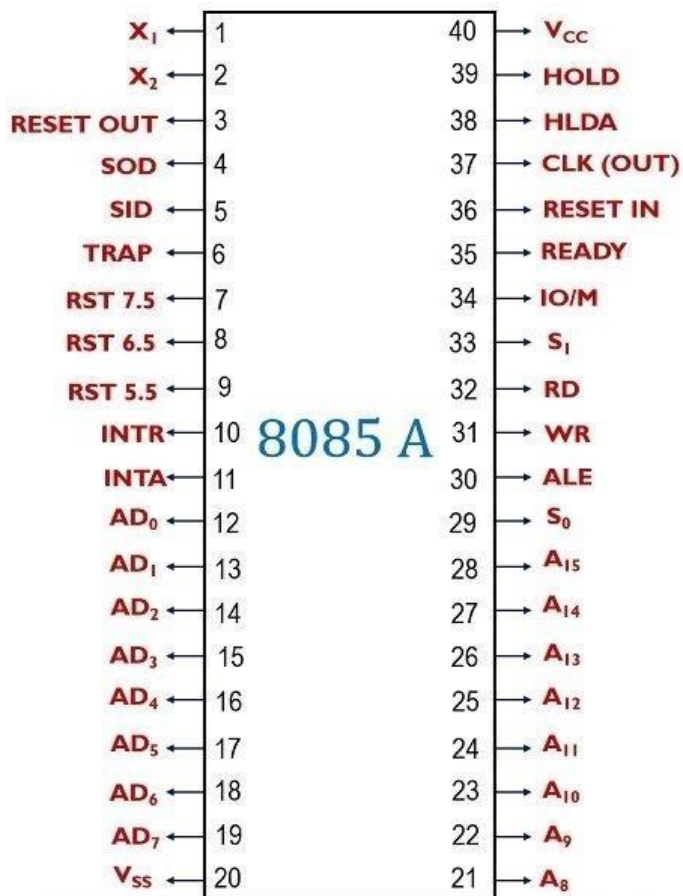 X₁ 1 40 V_CC
X₂ 2 39 HOLD
RESET OUT 3 38 HLDA
SOD 4 37 CLK (OUT)
SID 5 36 RESET IN
TRAP 6 35 READY
RST 7.5 7 34 IO/M
RST 6.5 8 33 S₁
RST 5.5 9 32 RD
INTR 10 8085 A 31 WR
INTA 11 30 ALE
AD₀ 12 29 S₀
AD₁ 13 28 A₁₅
AD₂ 14 27 A₁₄
AD₃ 15 26 A₁₃
AD₄ 16 25 A₁₂
AD₅ 17 24 A₁₁
AD₆ 18 23 A₁₀
AD₇ 19 22 A₉
V_SS 20 21 A₈